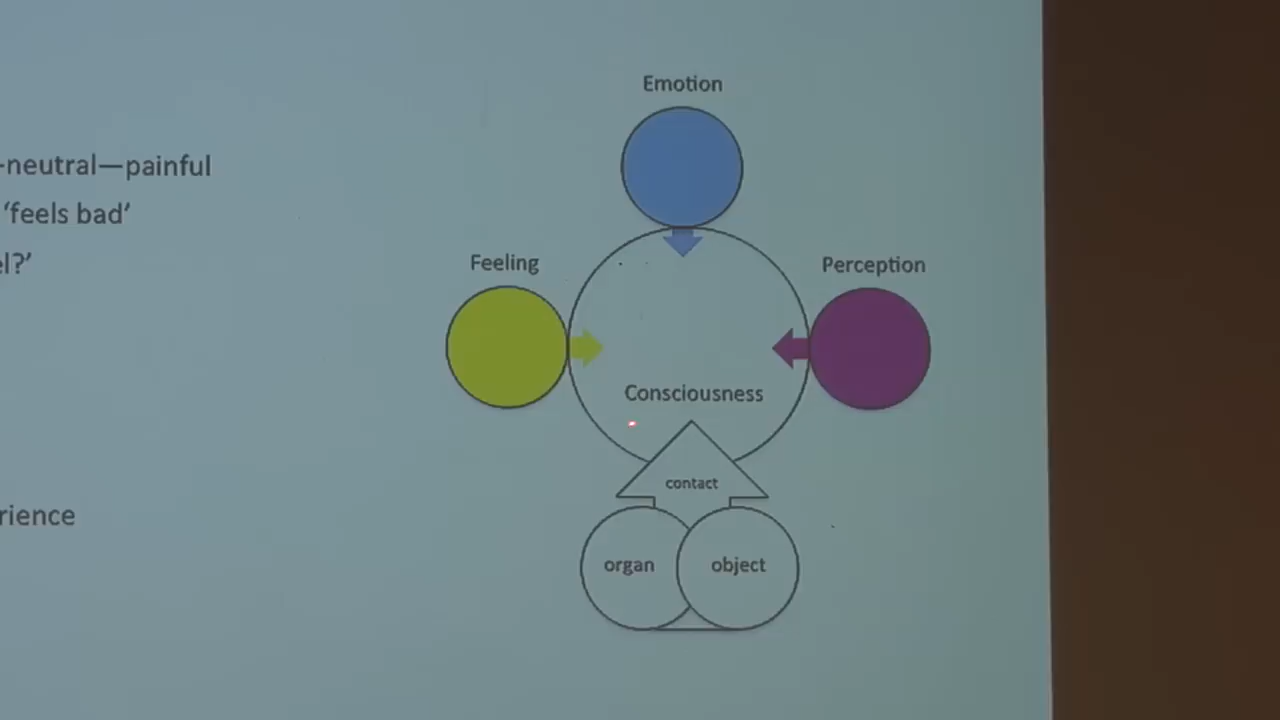 -neutral—painful
'feels bad'
el?'
rience
Emotion
Feeling
Perception
Consciousness
contact
organ
object